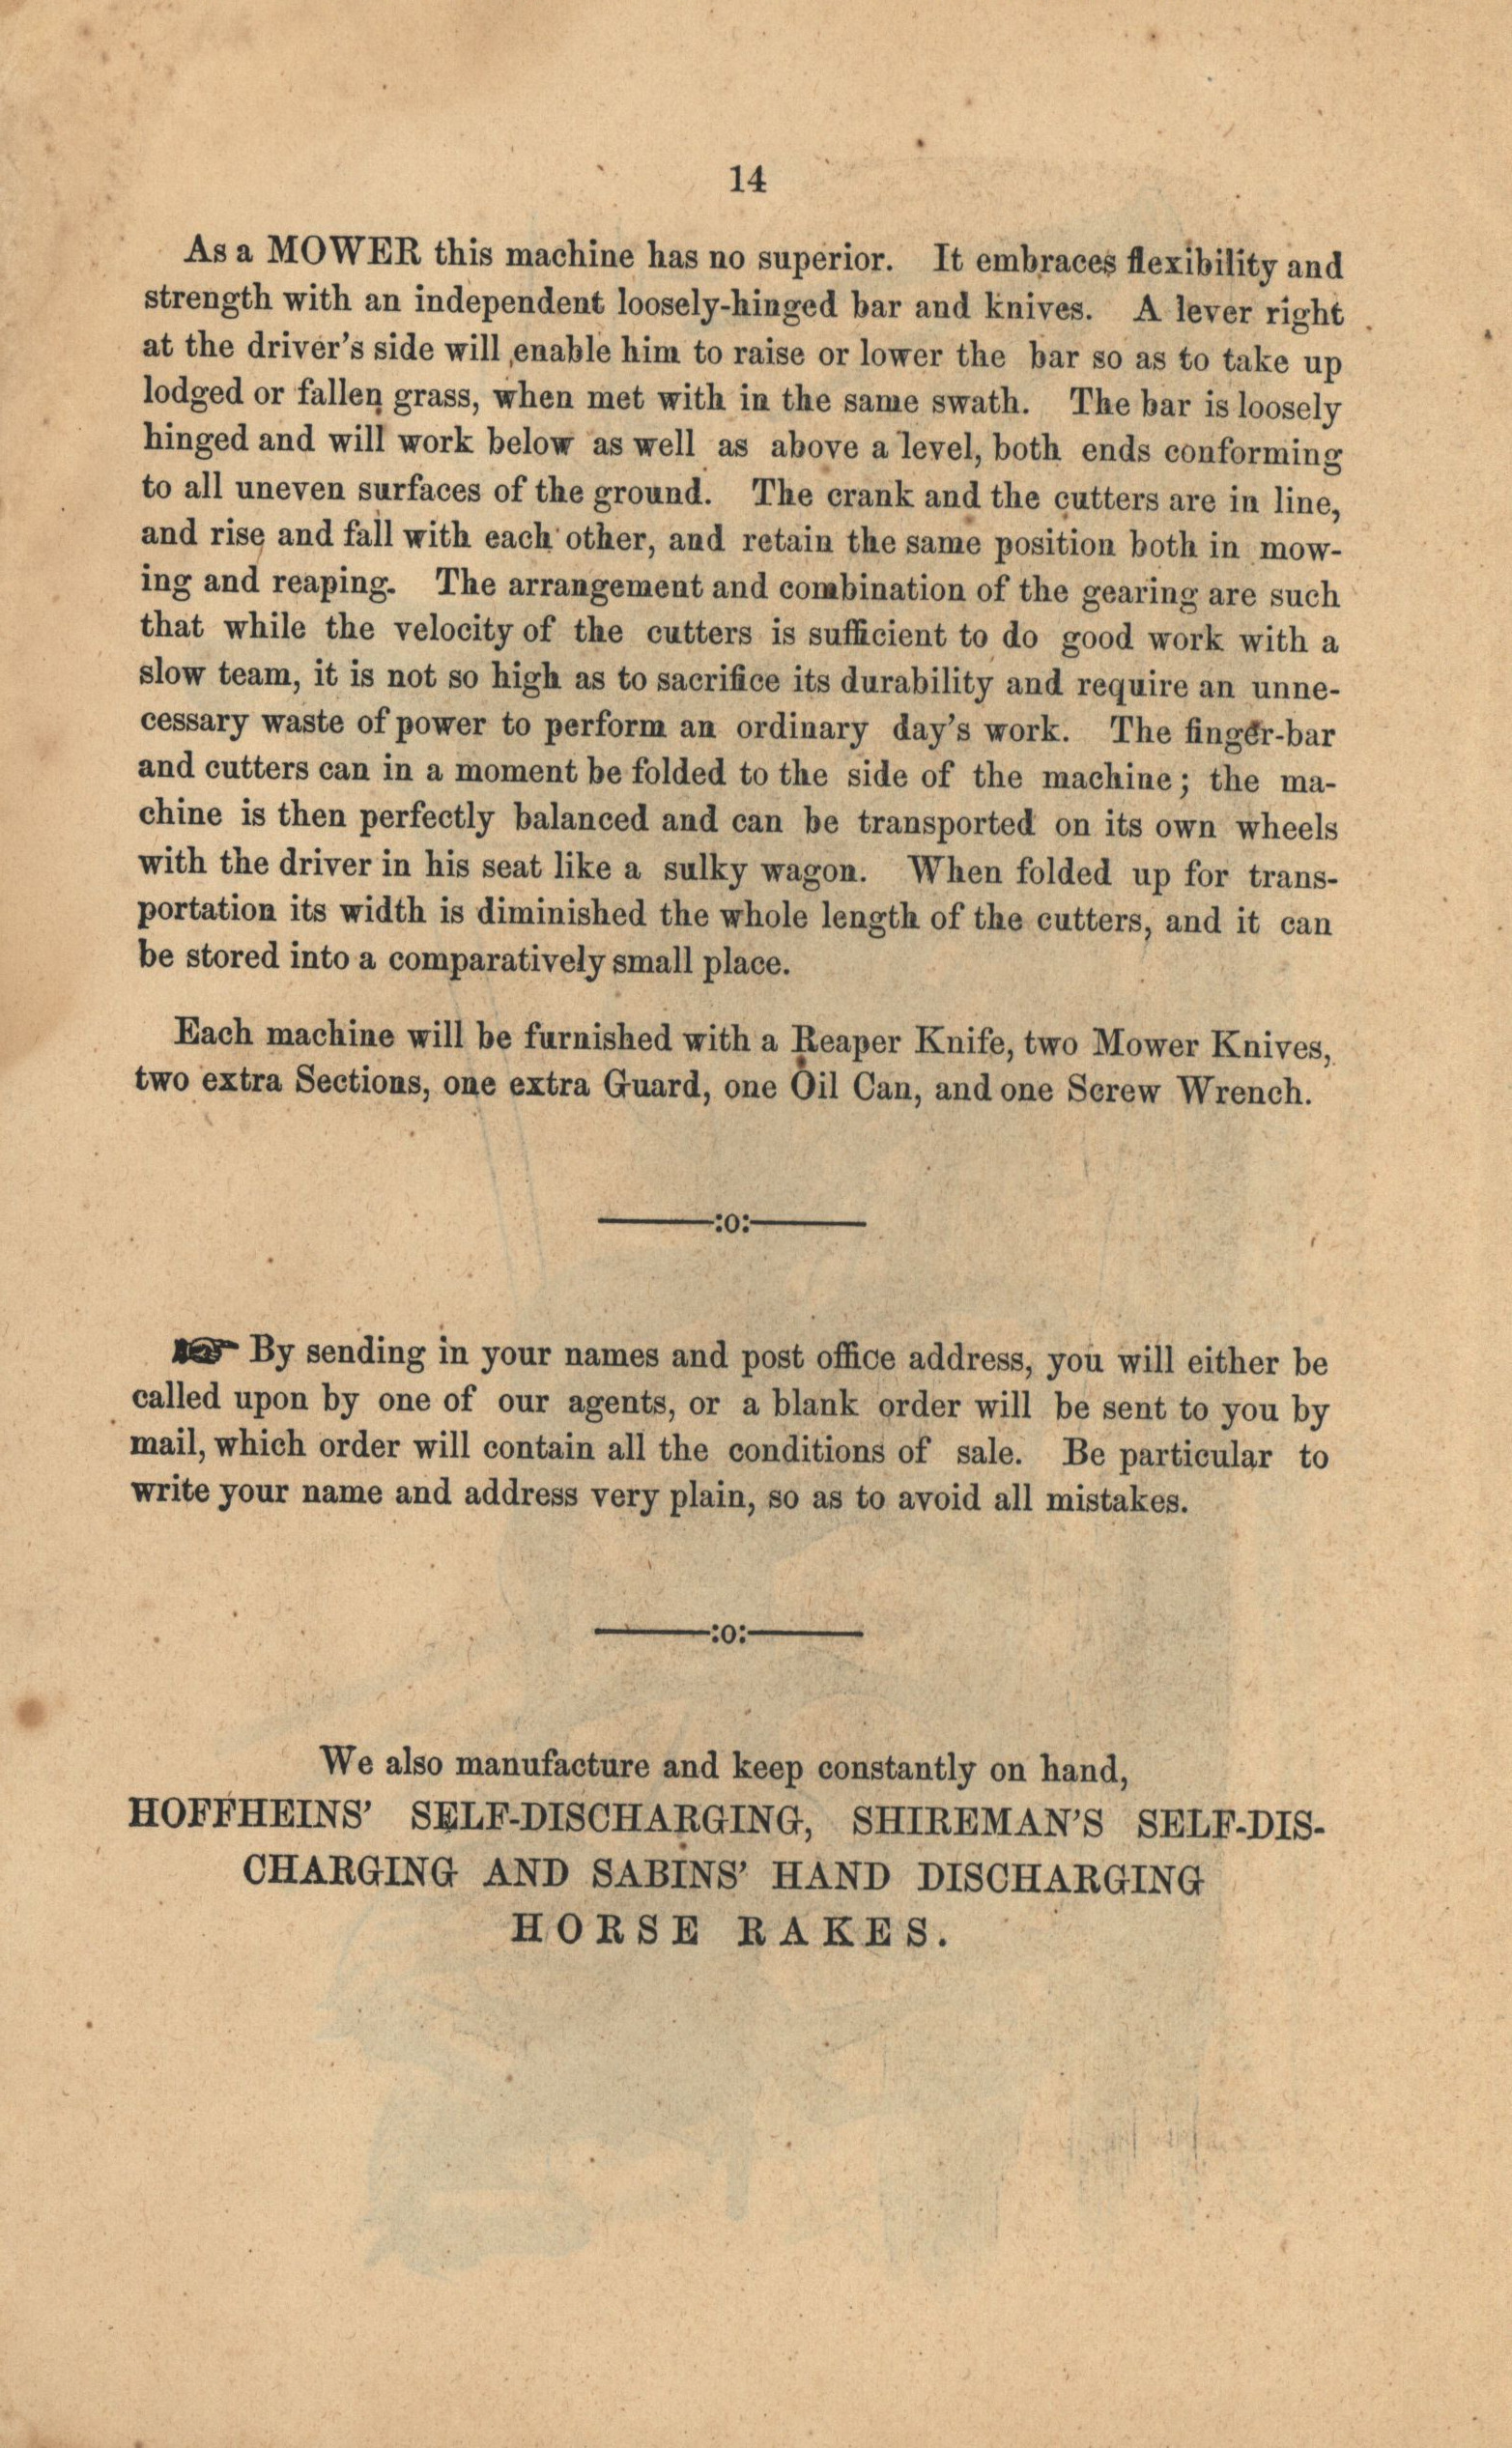 14
As a MOWER this machine has no superior. It embraces flexibility and
strength with an independent loosely-hinged bar and knives. A lever right
at the driver's side will enable him to raise or lower the bar so as to take up
lodged or fallen grass, when met with in the same swath. The bar is loosely
hinged and will work below as well as above a level, both ends conforming
to all uneven surfaces of the ground. The crank and the cutters are in line,
and rise and fall with each other, and retain the same position both in mow-
ing and reaping. The arrangement and combination of the gearing are such
that while the velocity of the cutters is sufficient to do good work with a
slow team, it is not so high as to sacrifice its durability and require an unne-
cessary waste of power to perform an ordinary day's work. The finger-bar
and cutters can in a moment be folded to the side of the machine; the ma-
chine is then perfectly balanced and can be transported on its own wheels
with the driver in his seat like a sulky wagon. When folded up for trans-
portation its width is diminished the whole length of the cutters, and it can
be stored into a comparatively small place.
Each machine will be furnished with a Reaper Knife, two Mower Knives,
two extra Sections, one extra Guard, one Oil Can, and one Screw Wrench.
———:o:———
☞ By sending in your names and post office address, you will either be
called upon by one of our agents, or a blank order will be sent to you by
mail, which order will contain all the conditions of sale. Be particular to
write your name and address very plain, so as to avoid all mistakes.
———:o:———
We also manufacture and keep constantly on hand,
HOFFHEINS' SELF-DISCHARGING, SHIREMAN'S SELF-DIS-
CHARGING AND SABINS' HAND DISCHARGING
HORSE RAKES.